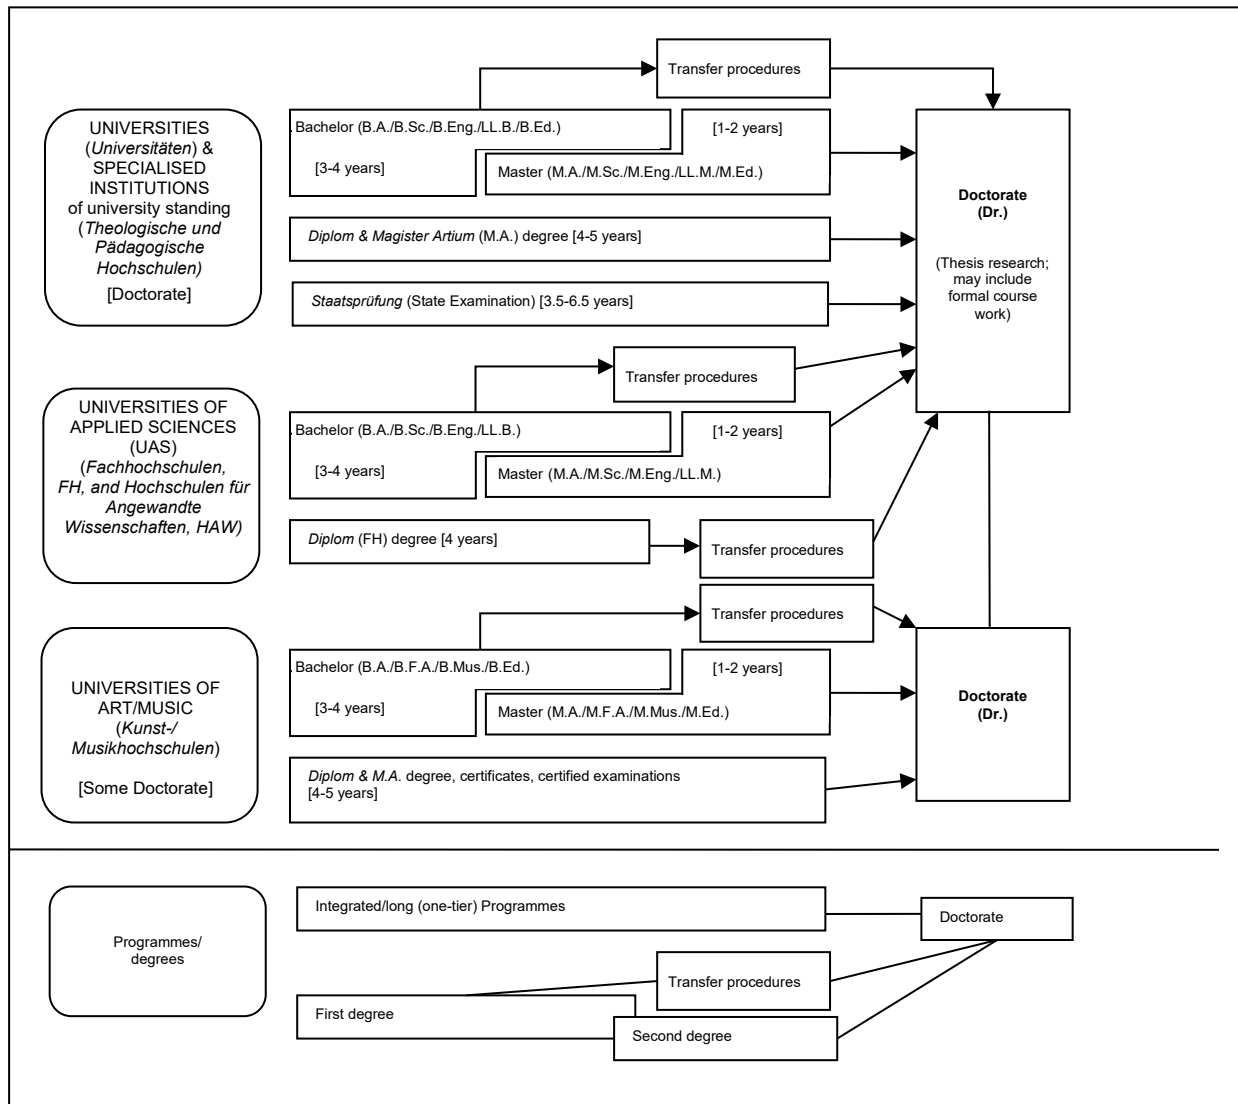 Transfer procedures
UNIVERSITIES
(Universitäten) &
SPECIALISED
INSTITUTIONS
of university standing
(Theologische und
Pädagogische
Hochschulen)
[Doctorate]
. Bachelor (B.A./B.Sc./B.Eng./LL.B./B.Ed.)
[1-2 years]
[3-4 years]
Master (M.A./M.Sc./M.Eng./LL.M./M.Ed.)
Diplom & Magister Artium (M.A.) degree [4-5 years]
Staatsprüfung (State Examination) [3.5-6.5 years]
Doctorate
(Dr.)
(Thesis research;
may include
formal course
work)
Transfer procedures
UNIVERSITIES OF
APPLIED SCIENCES
(UAS)
(Fachhochschulen,
FH, and Hochschulen für
Angewandte
Wissenschaften, HAW)
. Bachelor (B.A./B.Sc./B.Eng./LL.B.)
[1-2 years]
[3-4 years]
Master (M.A./M.Sc./M.Eng./LL.M.)
Diplom (FH) degree [4 years]
Transfer procedures
Transfer procedures
UNIVERSITIES OF
ART/MUSIC
(Kunst-/
Musikhochschulen)
[Some Doctorate]
. Bachelor (B.A./B.F.A./B.Mus./B.Ed.)
[1-2 years]
[3-4 years]
Master (M.A./M.F.A./M.Mus./M.Ed.)
Diplom & M.A. degree, certificates, certified examinations
[4-5 years]
Doctorate
(Dr.)
Programmes/
degrees
Integrated/long (one-tier) Programmes
Doctorate
Transfer procedures
First degree
Second degree